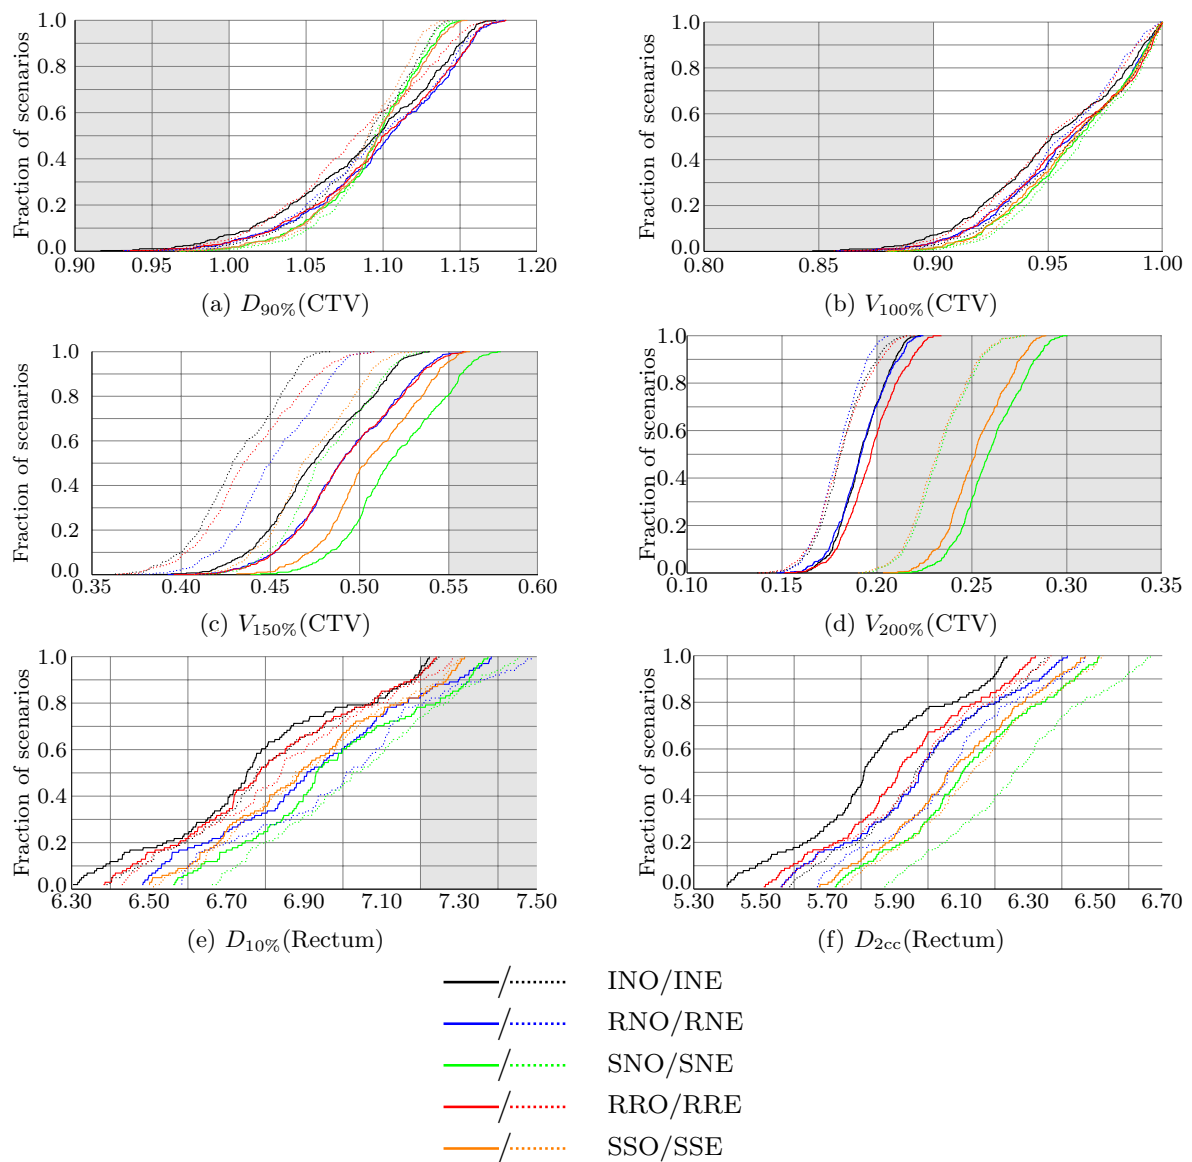 Fraction of scenarios
1.0
0.8
0.6
0.4
0.2
0.0
0.90 0.95 1.00 1.05 1.10 1.15 1.20
(a) D90%(CTV)
Fraction of scenarios
1.0
0.8
0.6
0.4
0.2
0.0
0.80 0.85 0.90 0.95 1.00
(b) V100%(CTV)
Fraction of scenarios
1.0
0.8
0.6
0.4
0.2
0.0
0.35 0.40 0.45 0.50 0.55 0.60
(c) V150%(CTV)
Fraction of scenarios
1.0
0.8
0.6
0.4
0.2
0.0
0.10 0.15 0.20 0.25 0.30 0.35
(d) V200%(CTV)
Fraction of scenarios
1.0
0.8
0.6
0.4
0.2
0.0
6.30 6.50 6.70 6.90 7.10 7.30 7.50
(e) D10%(Rectum)
Fraction of scenarios
1.0
0.8
0.6
0.4
0.2
0.0
5.30 5.50 5.70 5.90 6.10 6.30 6.50 6.70
(f) D2cc(Rectum)
INO/INE
RNO/RNE
SNO/SNE
RRO/RRE
SSO/SSE